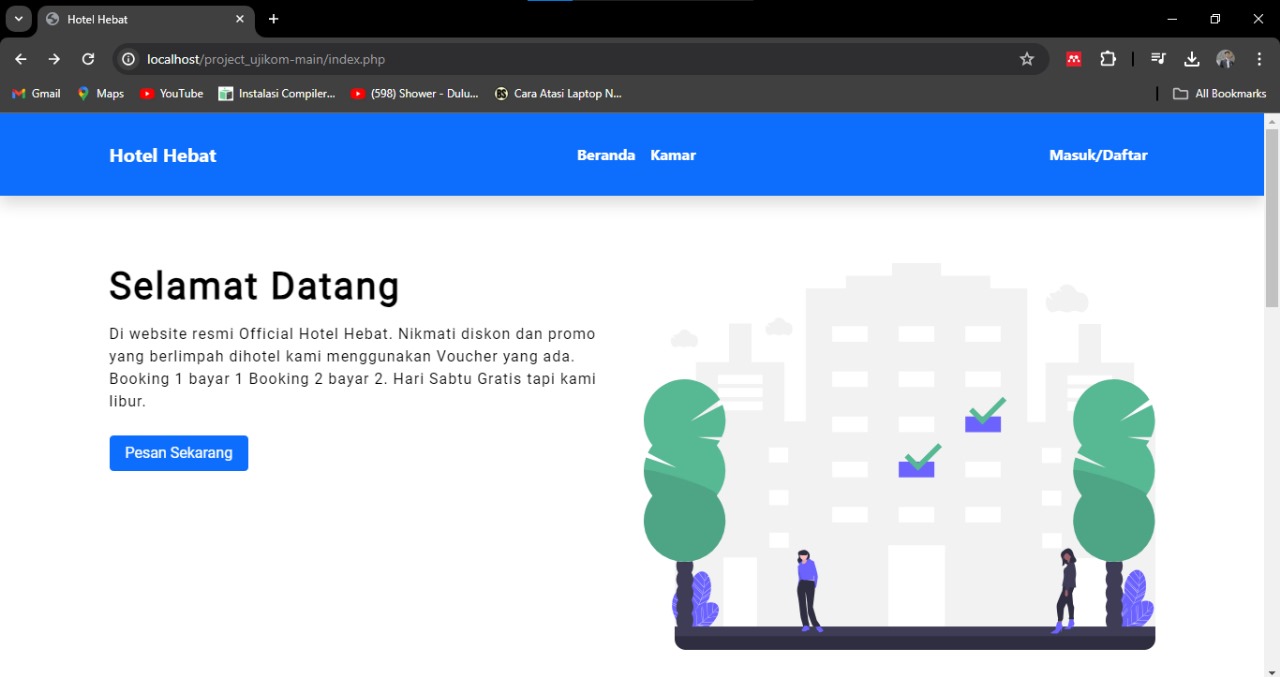 Hotel Hebat
localhost/project_ujikom-main/index.php
Gmail
Maps
YouTube
Instalasi Compiler...
(598) Shower - Dulu...
Cara Atasi Laptop N...
All Bookmarks
Hotel Hebat
Beranda
Kamar
Masuk/Daftar
Selamat Datang
Di website resmi Official Hotel Hebat. Nikmati diskon dan promo
yang berlimpah dihotel kami menggunakan Voucher yang ada.
Booking 1 bayar 1 Booking 2 bayar 2. Hari Sabtu Gratis tapi kami
libur.
Pesan Sekarang